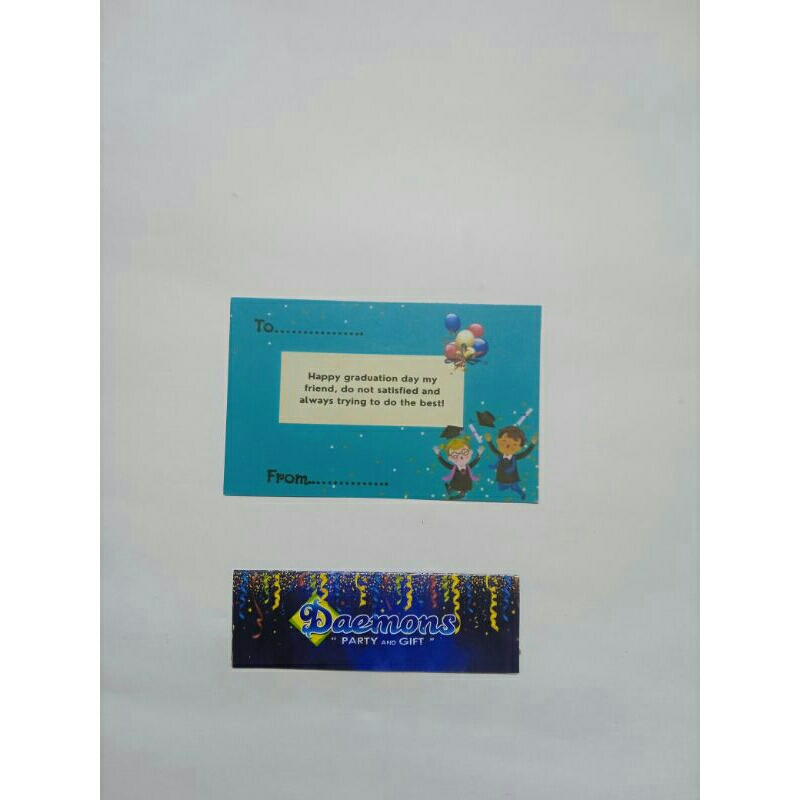 To................
Happy graduation day my
friend, do not satisfied and
always trying to do the best!
From...............
Daemons
" PARTY AND GIFT "